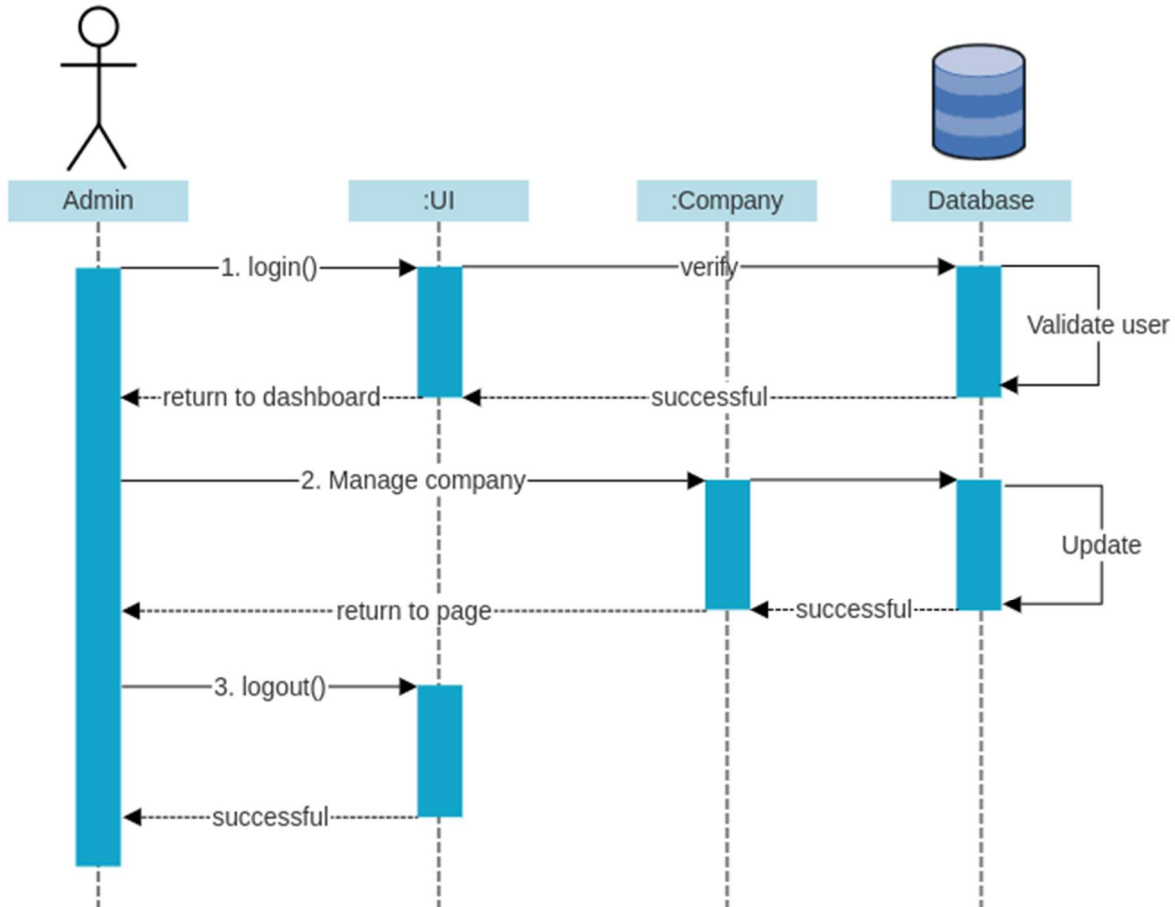 Admin
:UI
:Company
Database
1. login()
verify
Validate user
return to dashboard
successful
2. Manage company
Update
return to page
successful
3. logout()
successful